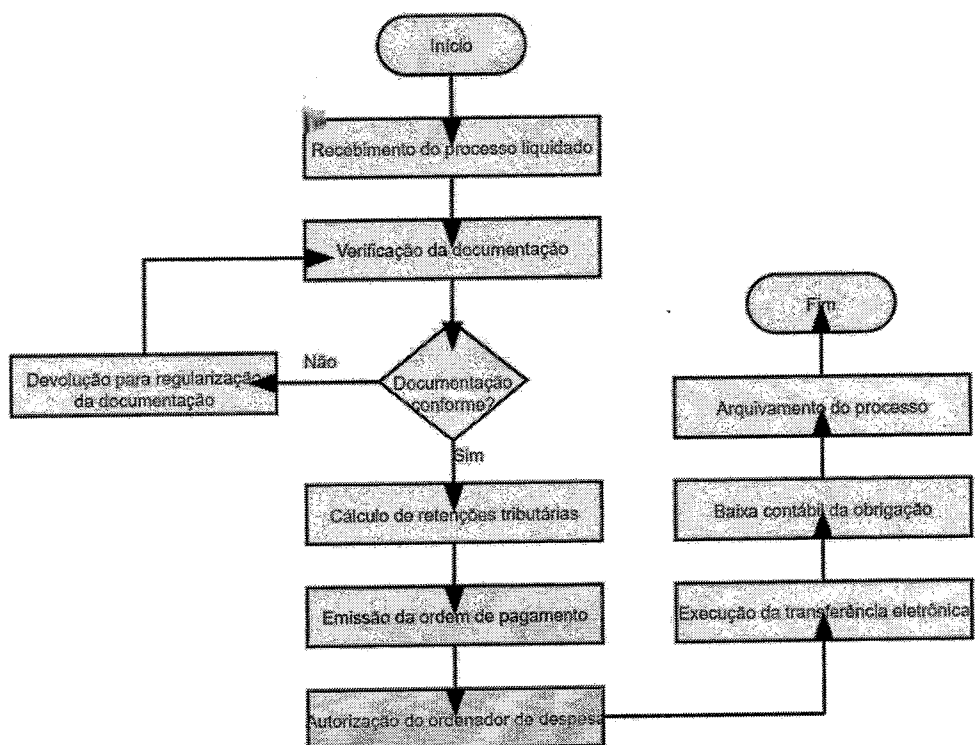 Início
Recebimento do processo liquidado
Verificação da documentação
Não
Devolução para regularização
da documentação
Documentação
conforme?
Sim
Cálculo de retenções tributárias
Emissão da ordem de pagamento
Autorização do ordenador de despesa
Execução da transferência eletrônica
Baixa contábil da obrigação
Arquivamento do processo
Fim